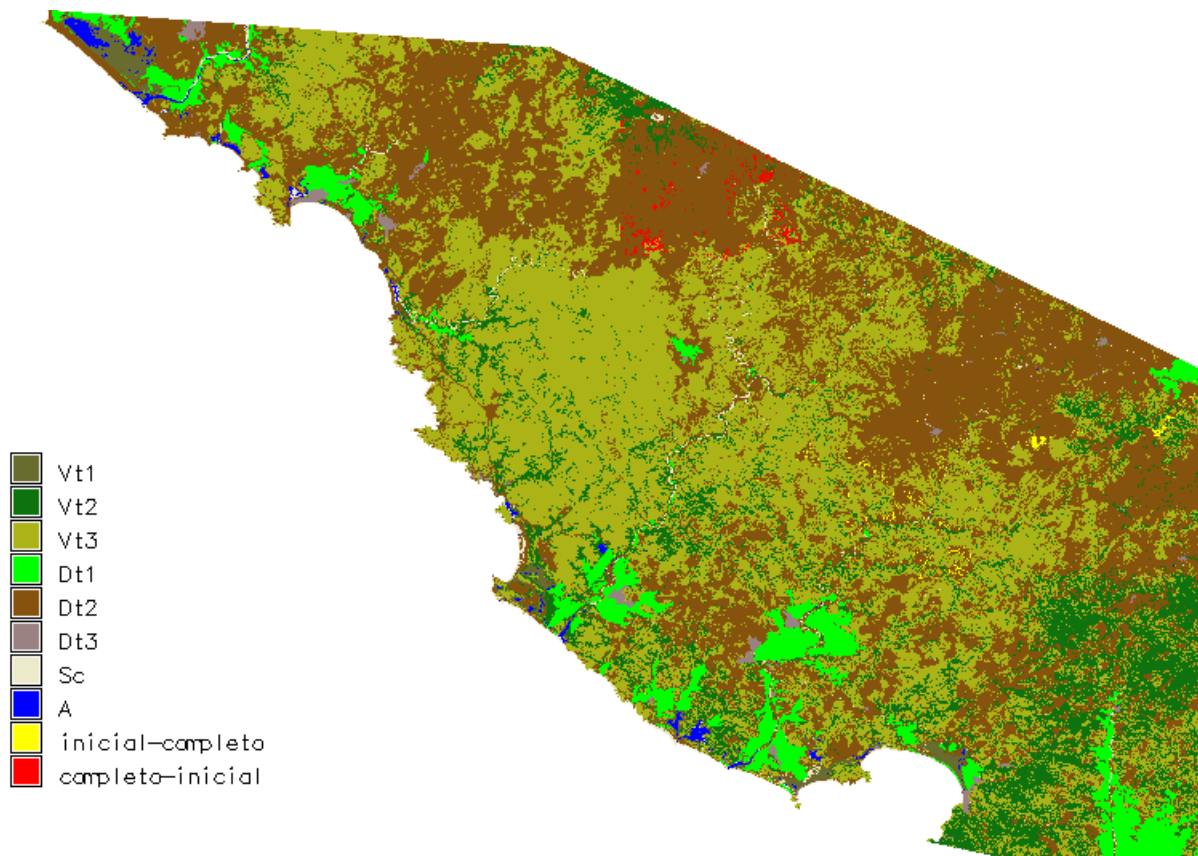 Vt1
Vt2
Vt3
Dt1
Dt2
Dt3
Sc
A
inicial-completo
completo-inicial